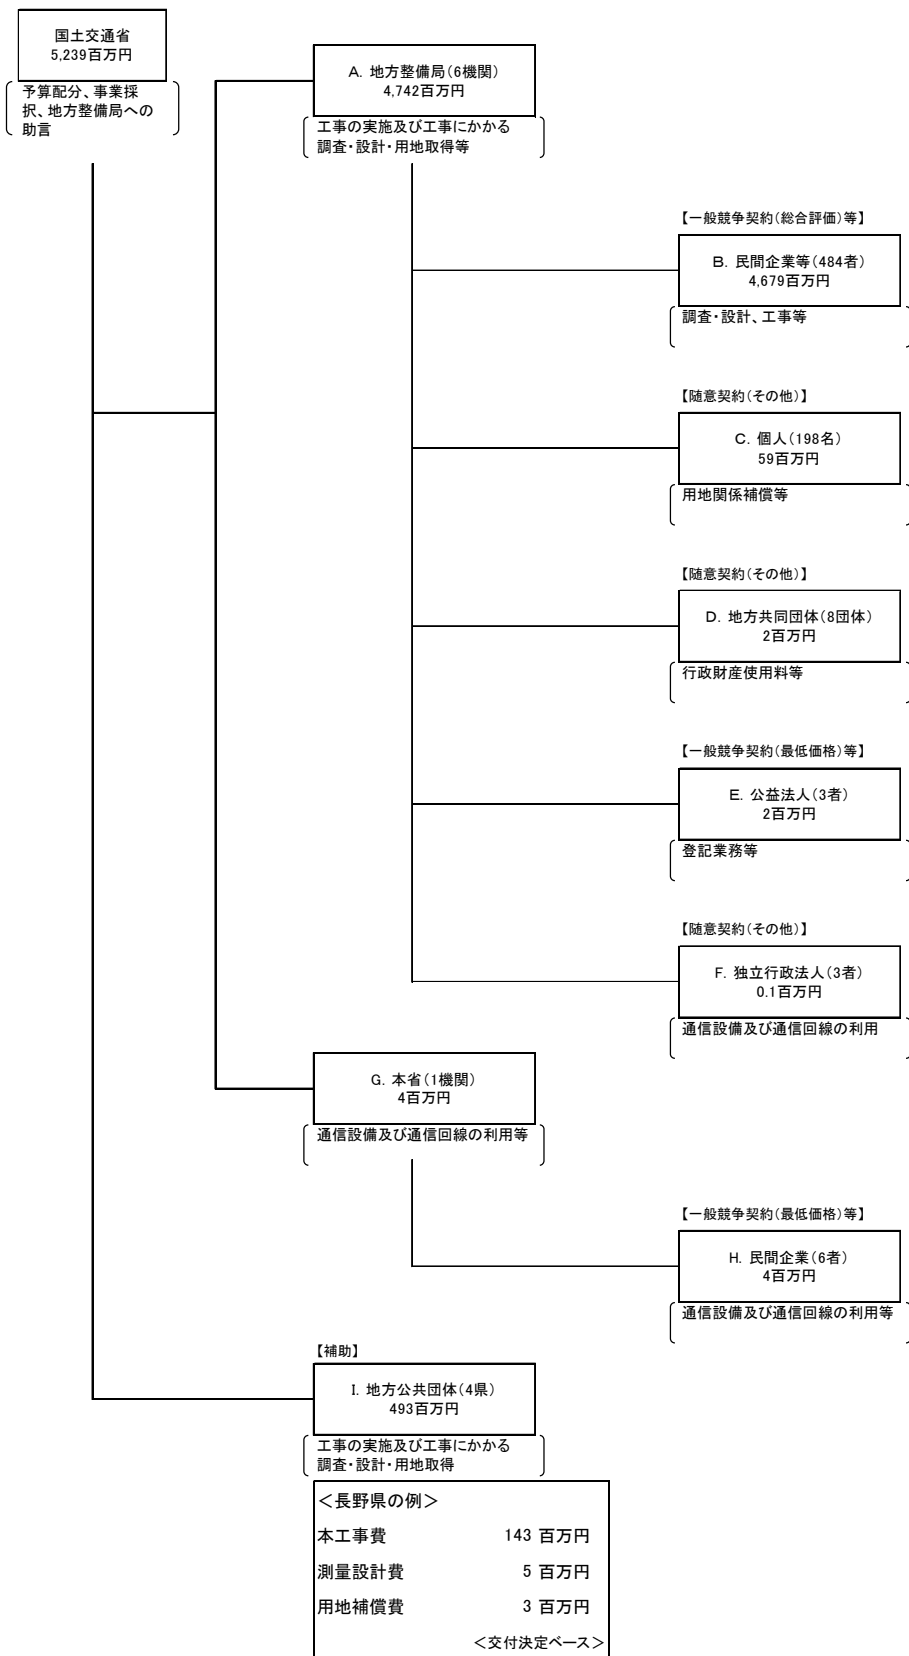 国土交通省
5,239百万円
予算配分、事業採
択、地方整備局への
助言
A. 地方整備局(6機関)
4,742百万円
工事の実施及び工事にかかる
調査・設計・用地取得等
【一般競争契約(総合評価)等】
B. 民間企業等(484者)
4,679百万円
調査・設計、工事等
【随意契約(その他)】
C. 個人(198名)
59百万円
用地関係補償等
【随意契約(その他)】
D. 地方共同団体(8団体)
2百万円
行政財産使用料等
【一般競争契約(最低価格)等】
E. 公益法人(3者)
2百万円
登記業務等
【随意契約(その他)】
F. 独立行政法人(3者)
0.1百万円
通信設備及び通信回線の利用
G. 本省(1機関)
4百万円
通信設備及び通信回線の利用等
【一般競争契約(最低価格)等】
H. 民間企業(6者)
4百万円
通信設備及び通信回線の利用等
【補助】
I. 地方公共団体(4県)
493百万円
工事の実施及び工事にかかる
調査・設計・用地取得
＜長野県の例＞
本工事費 143 百万円
測量設計費 5 百万円
用地補償費 3 百万円
＜交付決定ベース＞